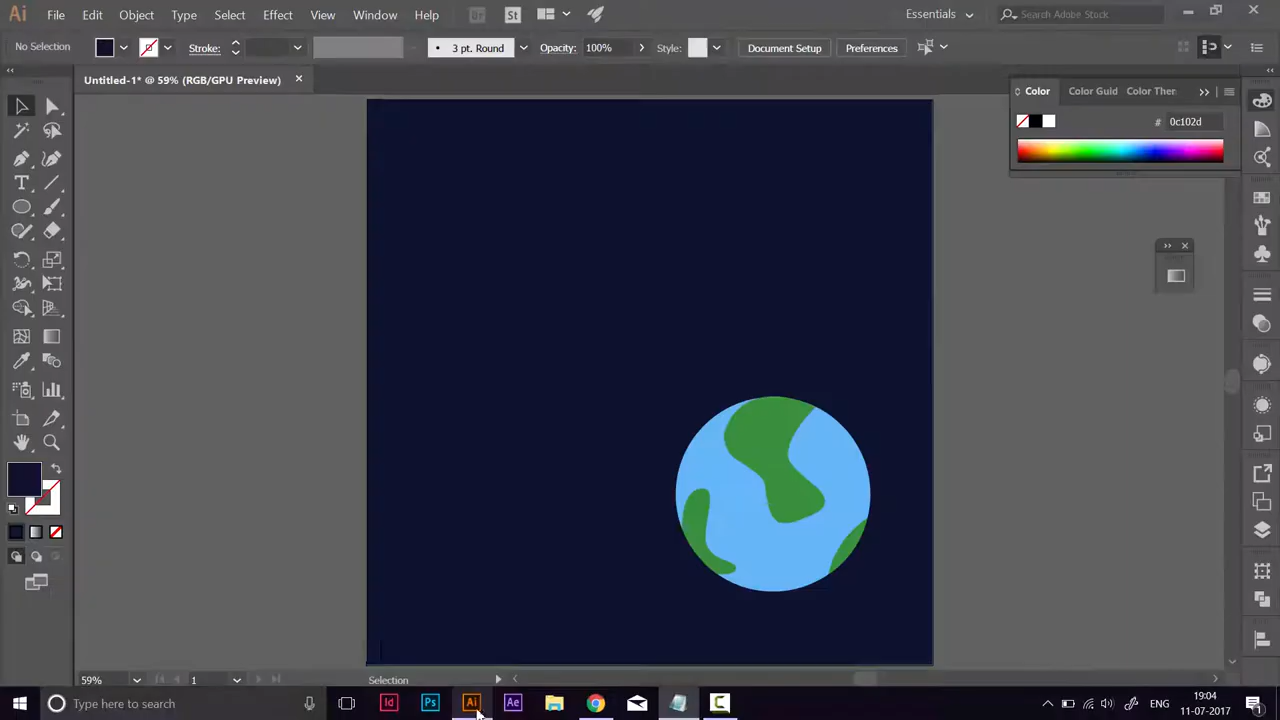 Ai File Edit Object Type Select Effect View Window Help Br St Essentials Search Adobe Stock
No Selection Stroke: 3 pt. Round Opacity: 100% Style: Document Setup Preferences
Untitled-1* @ 59% (RGB/GPU Preview)
Color Color Guid Color Ther
# 0c102d
59% 1 Selection
Type here to search Id Ps Ai Ae ENG 19:04
11-07-2017